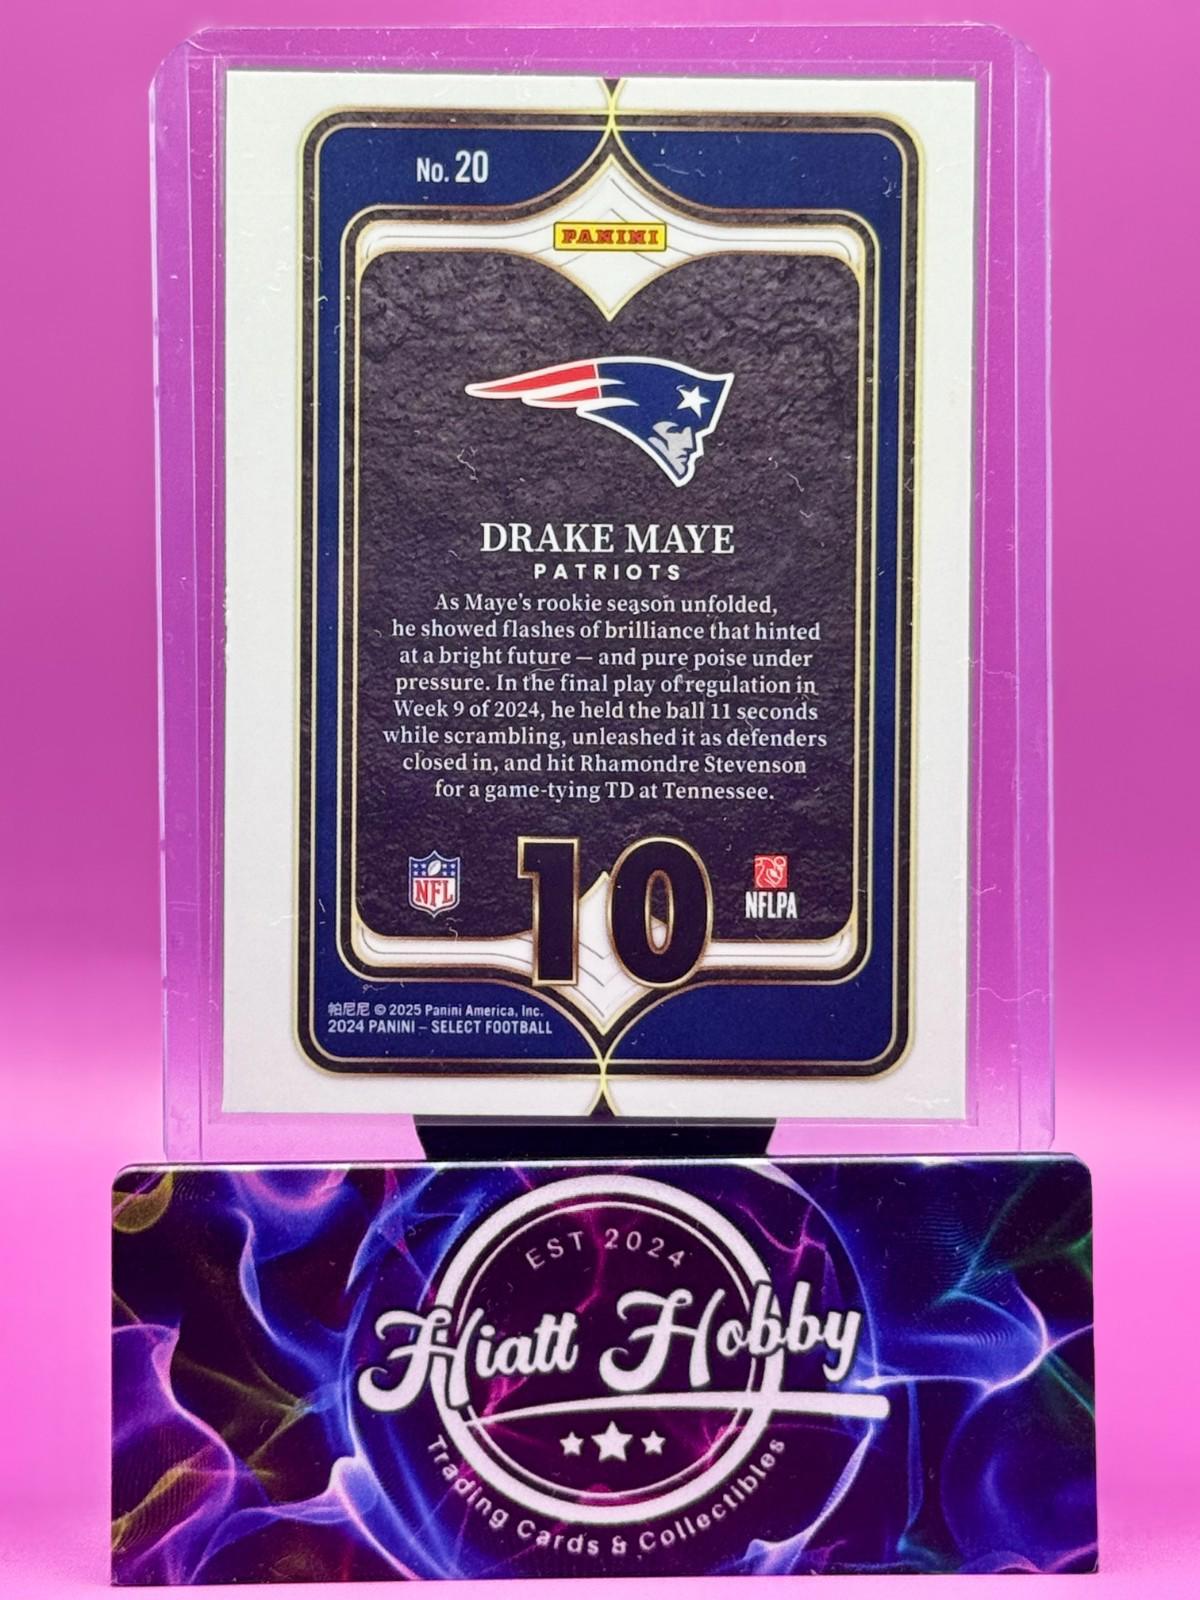 No. 20
PANINI
DRAKE MAYE
PATRIOTS
As Maye's rookie season unfolded,
he showed flashes of brilliance that hinted
at a bright future — and pure poise under
pressure. In the final play of regulation in
Week 9 of 2024, he held the ball 11 seconds
while scrambling, unleashed it as defenders
closed in, and hit Rhamondre Stevenson
for a game-tying TD at Tennessee.
NFL
10
NFLPA
帕尼尼 © 2025 Panini America, Inc.
2024 PANINI – SELECT FOOTBALL
EST 2024
Hiatt Hobby
Trading Cards & Collectibles